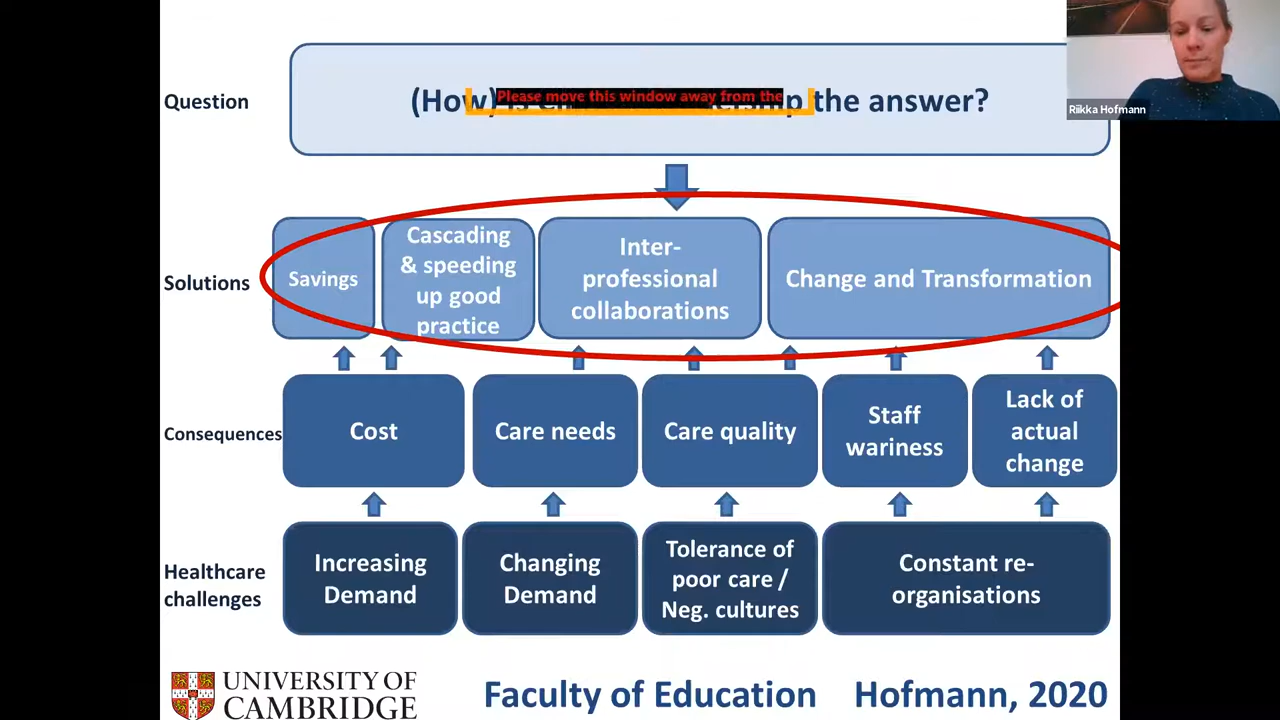 Question
(How)
Please move this window away from the
the answer?
Riikka Hofmann
Solutions
Savings
Cascading
& speeding
up good
practice
Inter-
professional
collaborations
Change and Transformation
Consequences
Cost
Care needs
Care quality
Staff
wariness
Lack of
actual
change
Healthcare
challenges
Increasing
Demand
Changing
Demand
Tolerance of
poor care /
Neg. cultures
Constant re-
organisations
UNIVERSITY OF
CAMBRIDGE
Faculty of Education
Hofmann, 2020